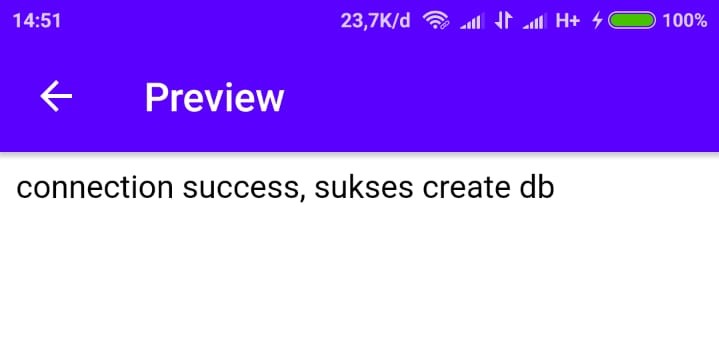 14:51 23,7K/d H+ 100%
Preview
connection success, sukses create db